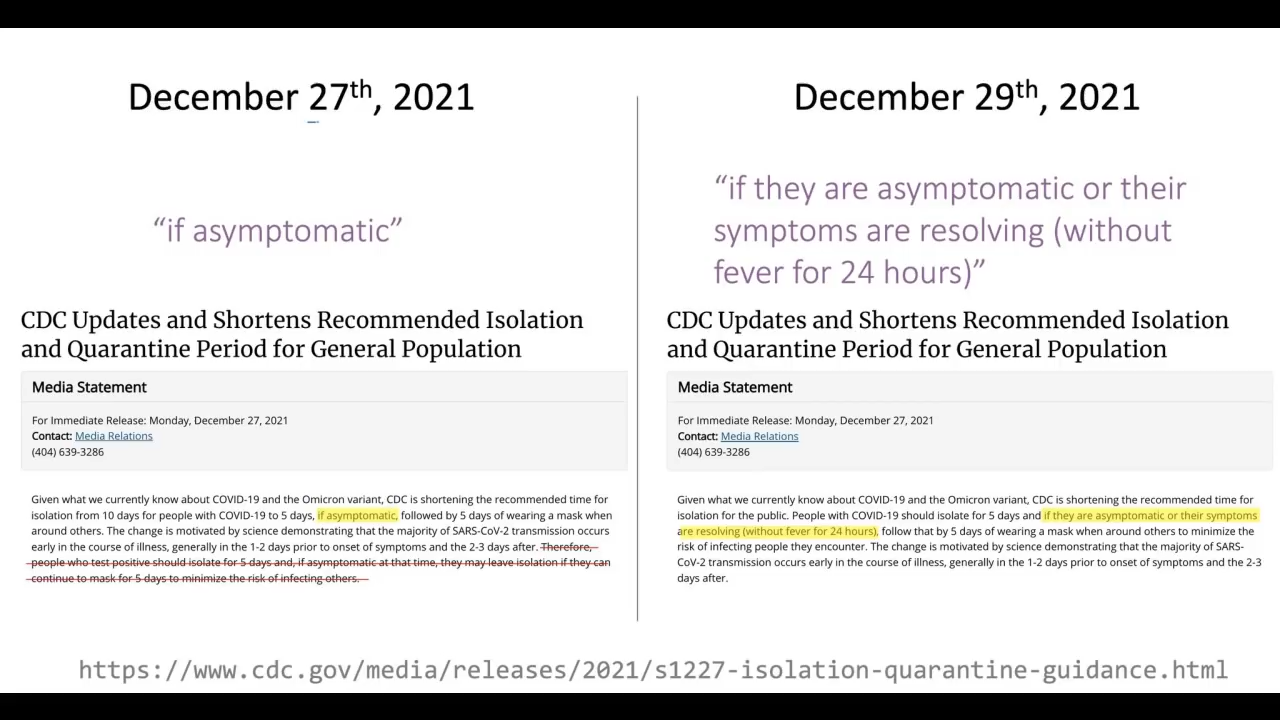 December 27th, 2021
"if asymptomatic"
CDC Updates and Shortens Recommended Isolation
and Quarantine Period for General Population
Media Statement
For Immediate Release: Monday, December 27, 2021
Contact: Media Relations
(404) 639-3286
Given what we currently know about COVID-19 and the Omicron variant, CDC is shortening the recommended time for
isolation from 10 days for people with COVID-19 to 5 days, if asymptomatic, followed by 5 days of wearing a mask when
around others. The change is motivated by science demonstrating that the majority of SARS-CoV-2 transmission occurs
early in the course of illness, generally in the 1-2 days prior to onset of symptoms and the 2-3 days after. Therefore,
people who test positive should isolate for 5 days and, if asymptomatic at that time, they may leave isolation if they can
continue to mask for 5 days to minimize the risk of infecting others.
December 29th, 2021
"if they are asymptomatic or their
symptoms are resolving (without
fever for 24 hours)"
CDC Updates and Shortens Recommended Isolation
and Quarantine Period for General Population
Media Statement
For Immediate Release: Monday, December 27, 2021
Contact: Media Relations
(404) 639-3286
Given what we currently know about COVID-19 and the Omicron variant, CDC is shortening the recommended time for
isolation for the public. People with COVID-19 should isolate for 5 days and if they are asymptomatic or their symptoms
are resolving (without fever for 24 hours), follow that by 5 days of wearing a mask when around others to minimize the
risk of infecting people they encounter. The change is motivated by science demonstrating that the majority of SARS-
CoV-2 transmission occurs early in the course of illness, generally in the 1-2 days prior to onset of symptoms and the 2-3
days after.
https://www.cdc.gov/media/releases/2021/s1227-isolation-quarantine-guidance.html